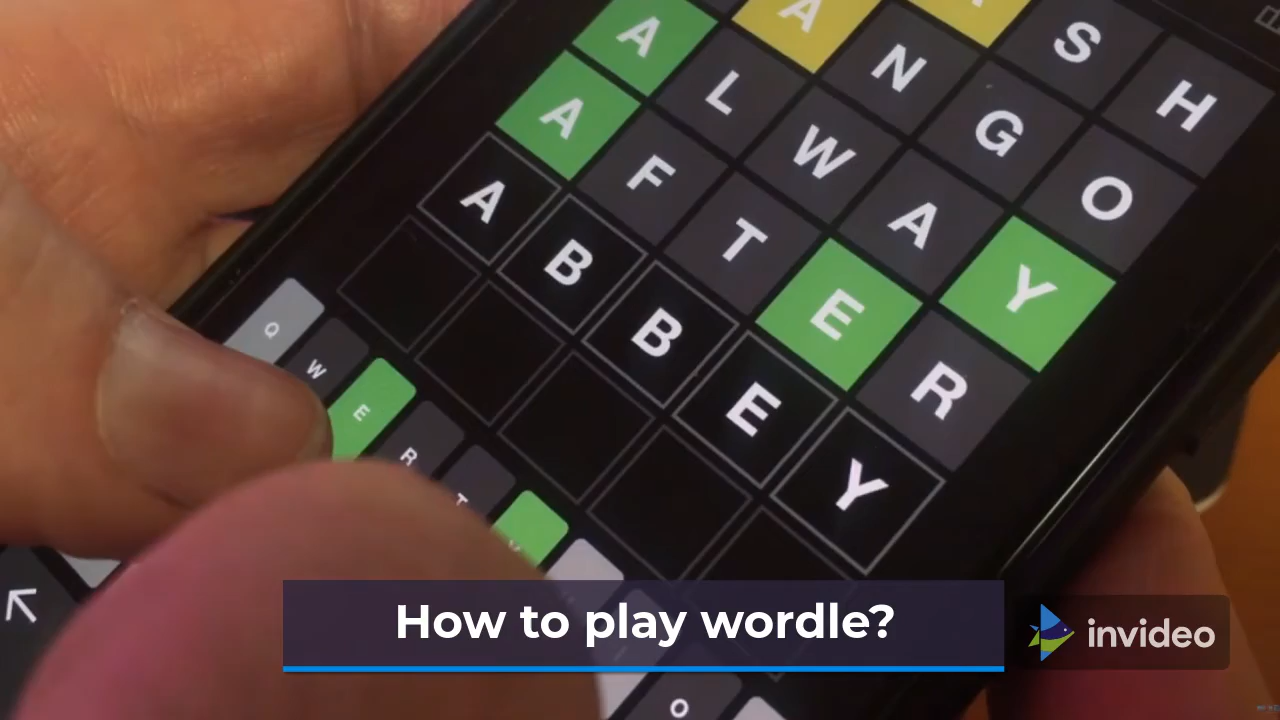 A S H
A N G O
A L W A Y
A F T E R
A B B E Y
Q W E R T
O
How to play wordle?
invideo